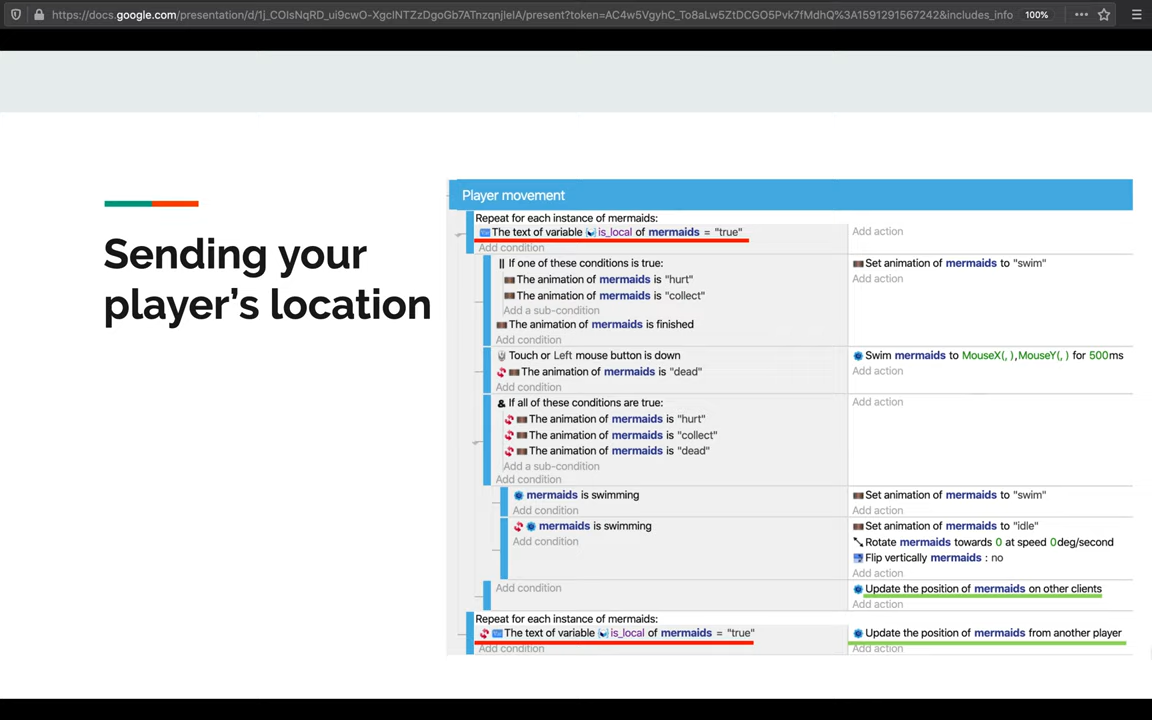 https://docs.google.com/presentation/d/1j_COIsNqRD_ui9cwO-XgcINTZzDgoGb7ATnzqnjIeIA/present?token=AC4w5VgyhC_To8aLw5ZtDCGO5Pvk7fMdhQ%3A1591291567242&includes_info 100%
Sending your
player's location
Player movement
Repeat for each instance of mermaids:
The text of variable is_local of mermaids = "true"
Add action
Add condition
If one of these conditions is true:
Set animation of mermaids to "swim"
The animation of mermaids is "hurt"
Add action
The animation of mermaids is "collect"
Add a sub-condition
The animation of mermaids is finished
Add condition
Touch or Left mouse button is down
Swim mermaids to MouseX(, ),MouseY(, ) for 500ms
The animation of mermaids is "dead"
Add action
Add condition
If all of these conditions are true:
Add action
The animation of mermaids is "hurt"
The animation of mermaids is "collect"
The animation of mermaids is "dead"
Add a sub-condition
Add condition
mermaids is swimming
Set animation of mermaids to "swim"
Add condition
Add action
mermaids is swimming
Set animation of mermaids to "idle"
Add condition
Rotate mermaids towards 0 at speed 0deg/second
Flip vertically mermaids : no
Add action
Add condition
Update the position of mermaids on other clients
Add action
Repeat for each instance of mermaids:
The text of variable is_local of mermaids = "true"
Update the position of mermaids from another player
Add condition
Add action